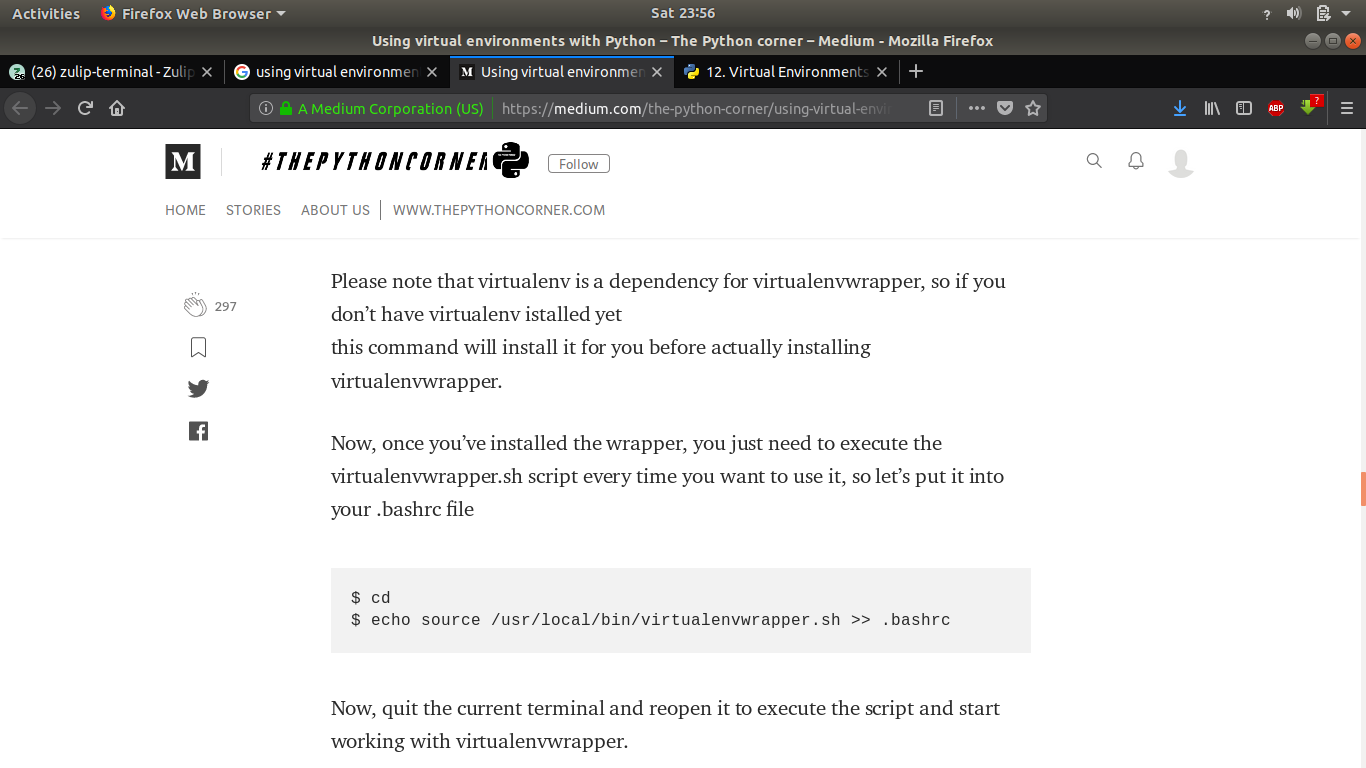 Activities
Firefox Web Browser
Sat 23:56
Using virtual environments with Python – The Python corner – Medium - Mozilla Firefox
(26) zulip-terminal - Zulip
using virtual environmen
Using virtual environmen
12. Virtual Environments
A Medium Corporation (US)
https://medium.com/the-python-corner/using-virtual-envi
ABP
?
M
#THEPYTHONCORNER
Follow
HOME
STORIES
ABOUT US
WWW.THEPYTHONCORNER.COM
297
Please note that virtualenv is a dependency for virtualenvwrapper, so if you
don’t have virtualenv istalled yet
this command will install it for you before actually installing
virtualenvwrapper.
Now, once you’ve installed the wrapper, you just need to execute the
virtualenvwrapper.sh script every time you want to use it, so let’s put it into
your .bashrc file
$ cd
$ echo source /usr/local/bin/virtualenvwrapper.sh >> .bashrc
Now, quit the current terminal and reopen it to execute the script and start
working with virtualenvwrapper.